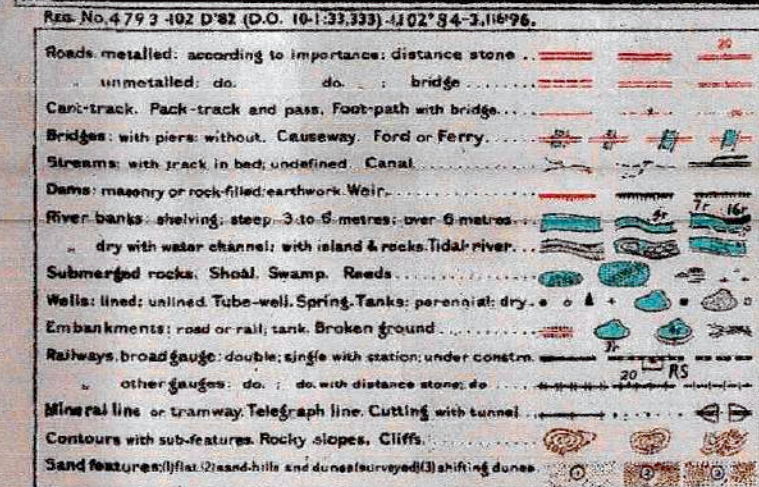 REG. No. 4793-102 D'82 (D.O. 10-1:33,333)
20
Roads, metalled: according to importance: distance stone
" unmetalled: do. do. ; bridge
Cart-track. Pack-track and pass. Foot-path with bridge.
Bridges: with piers: without. Causeway. Ford or Ferry
Streams: with track in bed; undefined. Canal
Dams: masonry or rock-filled: earthwork. Weir.
River banks: shelving; steep 3 to 6 metres; over 6 metres
4r 7r 16r
" dry with water channel; with island & rocks. Tidal river
Submerged rocks. Shoal. Swamp. Reeds
Wells: lined; unlined. Tube-well. Spring. Tanks: perennial; dry
Embankments: road or rail; tank. Broken ground
Railways, broad gauge: double; single with station; under constrn.
20 RS
" other gauges: do. ; do. with distance stone; do
Mineral line or tramway. Telegraph line. Cutting with tunnel
Contours with sub-features. Rocky slopes. Cliffs.
Sand features: (1) flat (2) sand-hills and dunes (surveyed) (3) shifting dunes
1 2 3